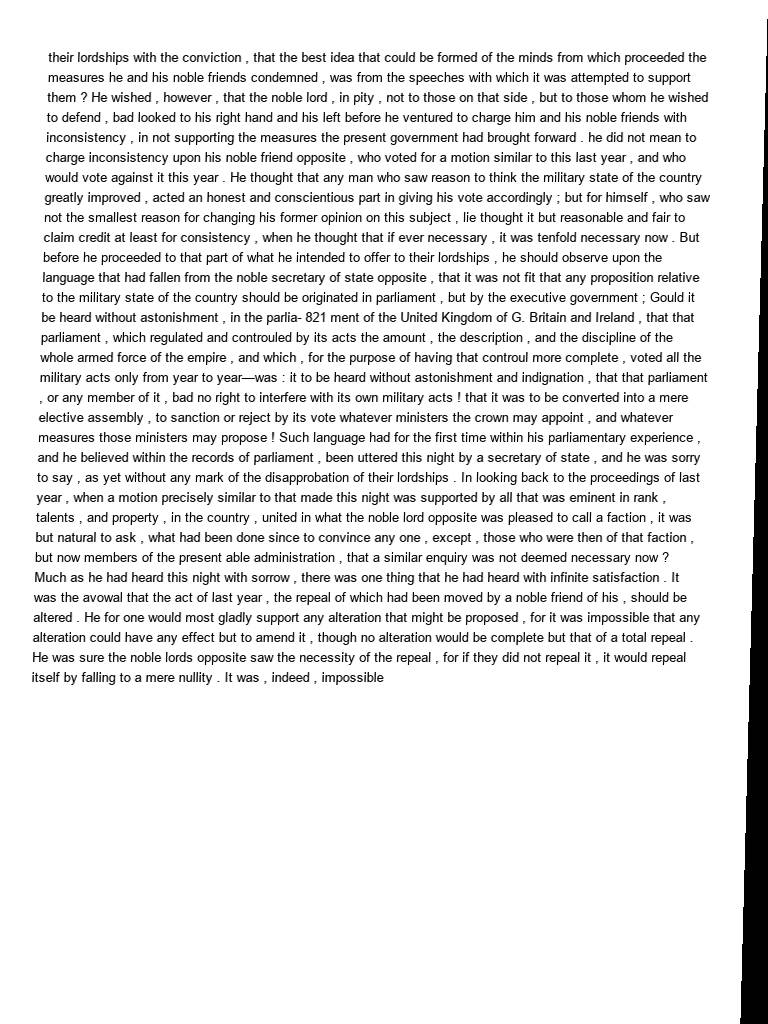 their lordships with the conviction , that the best idea that could be formed of the minds from which proceeded the
measures he and his noble friends condemned , was from the speeches with which it was attempted to support
them ? He wished , however , that the noble lord , in pity , not to those on that side , but to those whom he wished
to defend , bad looked to his right hand and his left before he ventured to charge him and his noble friends with
inconsistency , in not supporting the measures the present government had brought forward . he did not mean to
charge inconsistency upon his noble friend opposite , who voted for a motion similar to this last year , and who
would vote against it this year . He thought that any man who saw reason to think the military state of the country
greatly improved , acted an honest and conscientious part in giving his vote accordingly ; but for himself , who saw
not the smallest reason for changing his former opinion on this subject , lie thought it but reasonable and fair to
claim credit at least for consistency , when he thought that if ever necessary , it was tenfold necessary now . But
before he proceeded to that part of what he intended to offer to their lordships , he should observe upon the
language that had fallen from the noble secretary of state opposite , that it was not fit that any proposition relative
to the military state of the country should be originated in parliament , but by the executive government ; Gould it
be heard without astonishment , in the parlia- 821 ment of the United Kingdom of G. Britain and Ireland , that that
parliament , which regulated and controuled by its acts the amount , the description , and the discipline of the
whole armed force of the empire , and which , for the purpose of having that controul more complete , voted all the
military acts only from year to year—was : it to be heard without astonishment and indignation , that that parliament
, or any member of it , bad no right to interfere with its own military acts ! that it was to be converted into a mere
elective assembly , to sanction or reject by its vote whatever ministers the crown may appoint , and whatever
measures those ministers may propose ! Such language had for the first time within his parliamentary experience ,
and he believed within the records of parliament , been uttered this night by a secretary of state , and he was sorry
to say , as yet without any mark of the disapprobation of their lordships . In looking back to the proceedings of last
year , when a motion precisely similar to that made this night was supported by all that was eminent in rank ,
talents , and property , in the country , united in what the noble lord opposite was pleased to call a faction , it was
but natural to ask , what had been done since to convince any one , except , those who were then of that faction ,
but now members of the present able administration , that a similar enquiry was not deemed necessary now ?
Much as he had heard this night with sorrow , there was one thing that he had heard with infinite satisfaction . It
was the avowal that the act of last year , the repeal of which had been moved by a noble friend of his , should be
altered . He for one would most gladly support any alteration that might be proposed , for it was impossible that any
alteration could have any effect but to amend it , though no alteration would be complete but that of a total repeal .
He was sure the noble lords opposite saw the necessity of the repeal , for if they did not repeal it , it would repeal
itself by falling to a mere nullity . It was , indeed , impossible